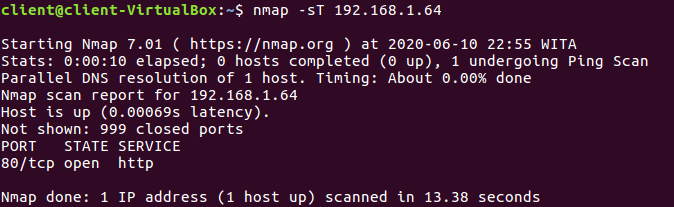 client@client-VirtualBox:~$ nmap -sT 192.168.1.64
Starting Nmap 7.01 ( https://nmap.org ) at 2020-06-10 22:55 WITA
Stats: 0:00:10 elapsed; 0 hosts completed (0 up), 1 undergoing Ping Scan
Parallel DNS resolution of 1 host. Timing: About 0.00% done
Nmap scan report for 192.168.1.64
Host is up (0.00069s latency).
Not shown: 999 closed ports
PORT   STATE SERVICE
80/tcp open  http
Nmap done: 1 IP address (1 host up) scanned in 13.38 seconds